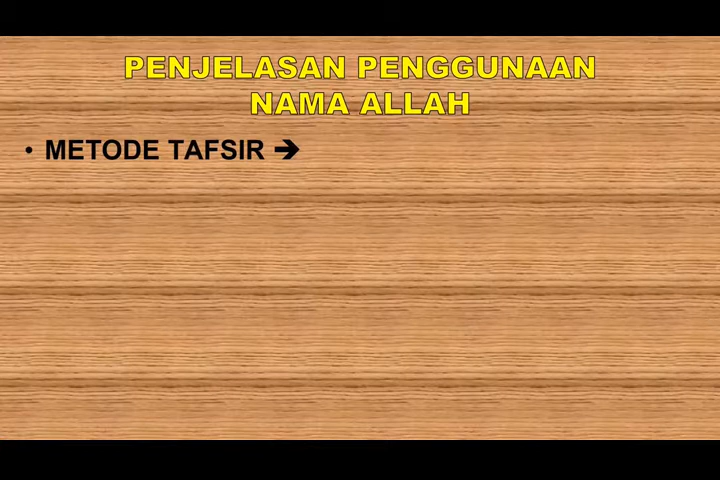 PENJELASAN PENGGUNAAN
NAMA ALLAH
• METODE TAFSIR ➔